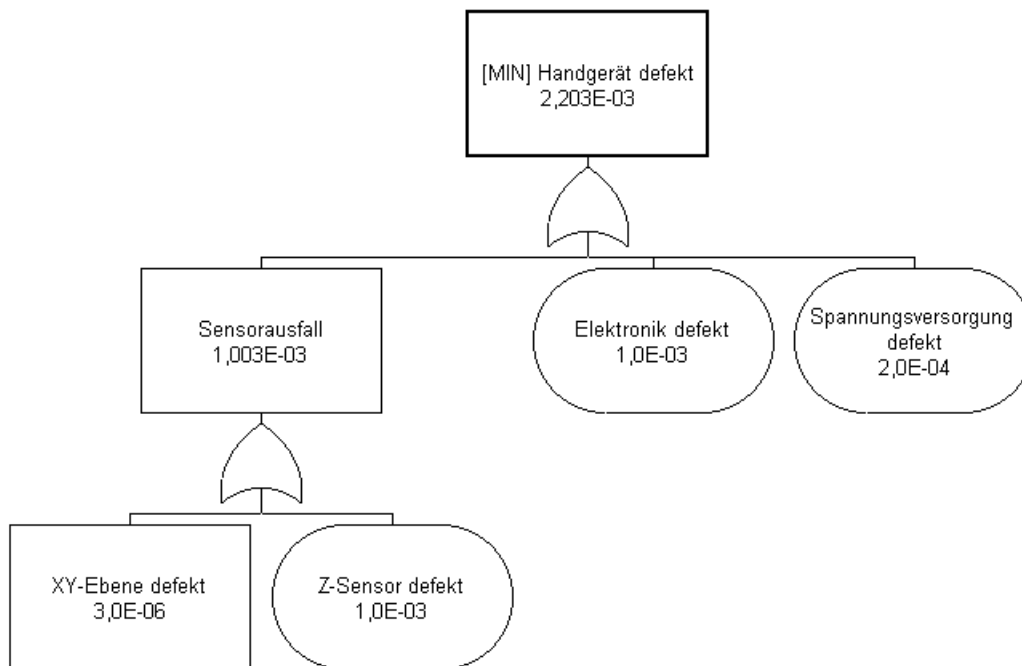 [MIN] Handgerät defekt
2,203E-03
Sensorausfall
1,003E-03
Elektronik defekt
1,0E-03
Spannungsversorgung
defekt
2,0E-04
XY-Ebene defekt
3,0E-06
Z-Sensor defekt
1,0E-03